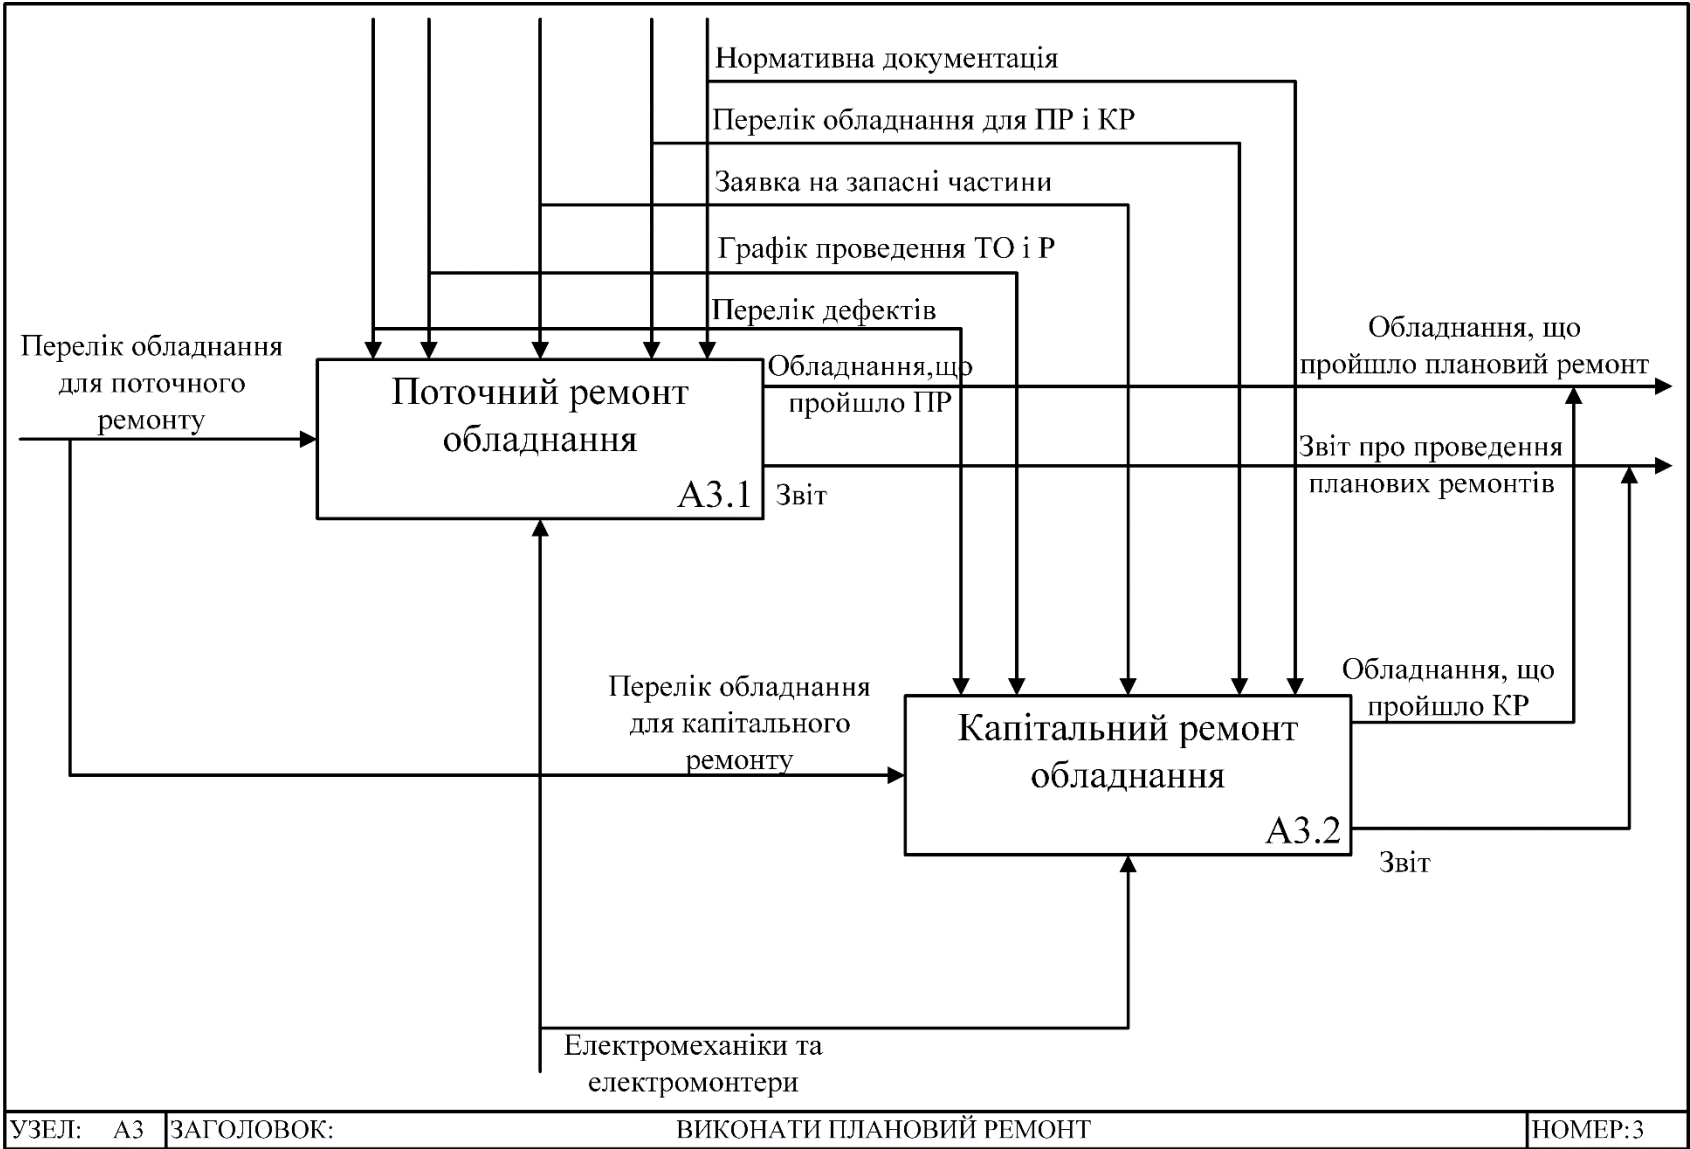 Нормативна документація
Перелік обладнання для ПР і КР
Заявка на запасні частини
Графік проведення ТО і Р
Перелік дефектів
Перелік обладнання
для поточного
ремонту
Поточний ремонт
обладнання
А3.1
Обладнання,що
пройшло ПР
Звіт
Обладнання, що
пройшло плановий ремонт
Звіт про проведення
планових ремонтів
Перелік обладнання
для капітального
ремонту
Капітальний ремонт
обладнання
А3.2
Обладнання, що
пройшло КР
Звіт
Електромеханіки та
електромонтери
УЗЕЛ: А3 ЗАГОЛОВОК: ВИКОНАТИ ПЛАНОВИЙ РЕМОНТ НОМЕР:3